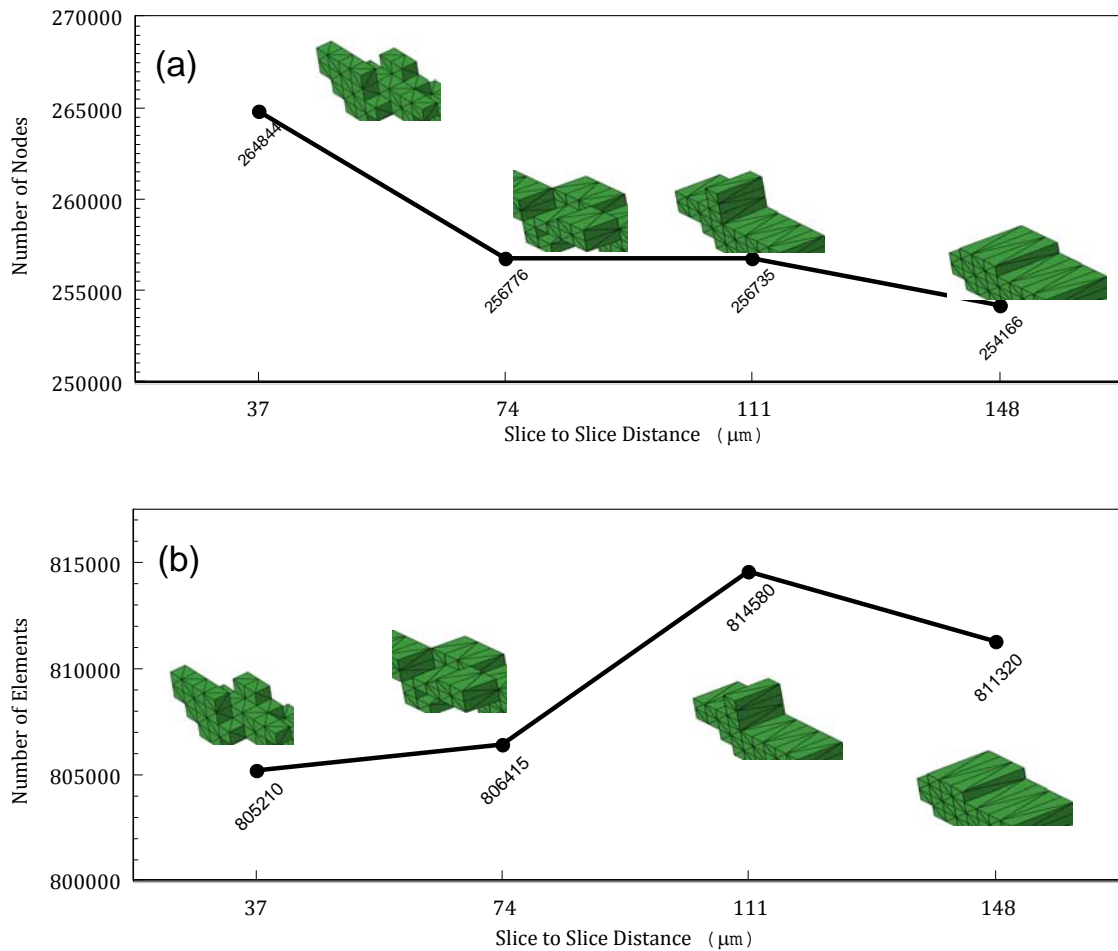 (a)
Number of Nodes
270000
265000
260000
255000
250000
264844
256776
256735
254166
37 74 111 148
Slice to Slice Distance (μm)
(b)
Number of Elements
815000
810000
805000
800000
805210
806415
814580
811320
37 74 111 148
Slice to Slice Distance (μm)